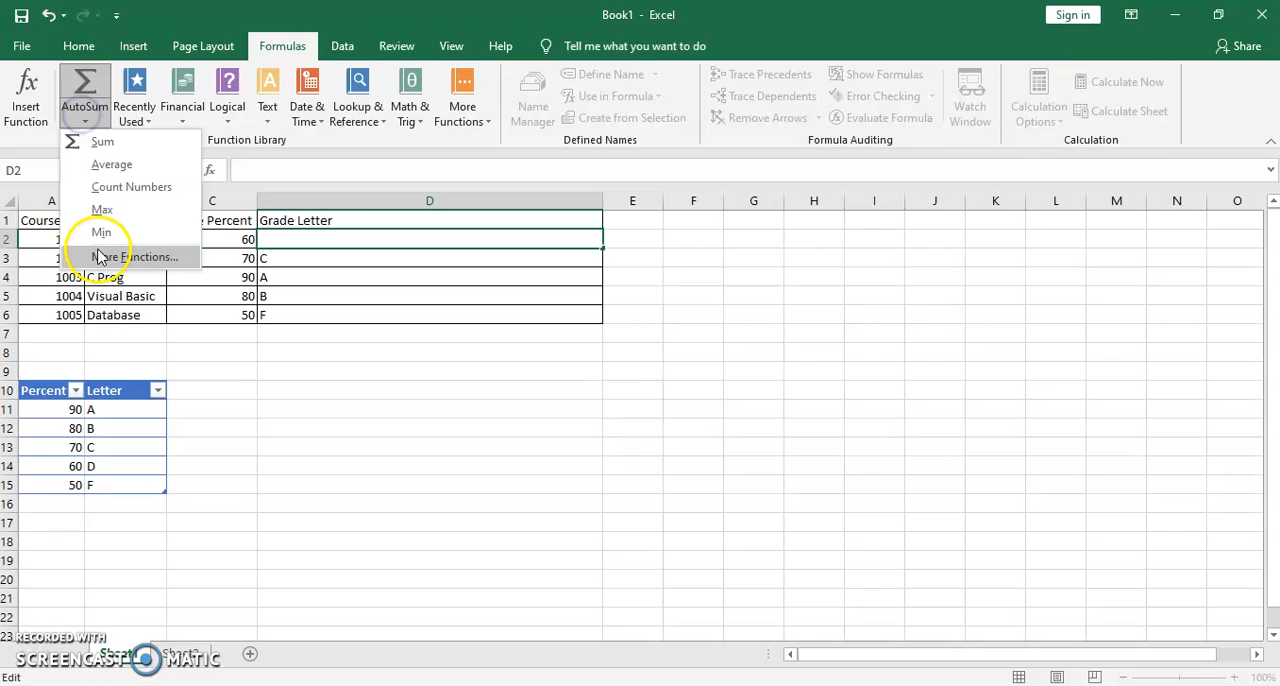 Book1 - Excel
Sign in
File Home Insert Page Layout Formulas Data Review View Help Tell me what you want to do Share
Insert Function
AutoSum
Recently Used
Financial
Logical
Text
Date & Time
Lookup & Reference
Math & Trig
More Functions
Function Library
Name Manager
Define Name
Use in Formula
Create from Selection
Defined Names
Trace Precedents
Trace Dependents
Remove Arrows
Show Formulas
Error Checking
Evaluate Formula
Formula Auditing
Watch Window
Calculation Options
Calculate Now
Calculate Sheet
Calculation
Sum
Average
Count Numbers
Max
Min
More Functions...
D2 fx
A C D E F G H I J K L M N O
1 Course Percent Grade Letter
2 60
3 70 C
4 1003 C Prog 90 A
5 1004 Visual Basic 80 B
6 1005 Database 50 F
7
8
9
10 Percent Letter
11 90 A
12 80 B
13 70 C
14 60 D
15 50 F
16
17
18
19
20
21
22
23
RECORDED WITH
SCREENCAST MATIC
Edit
100%